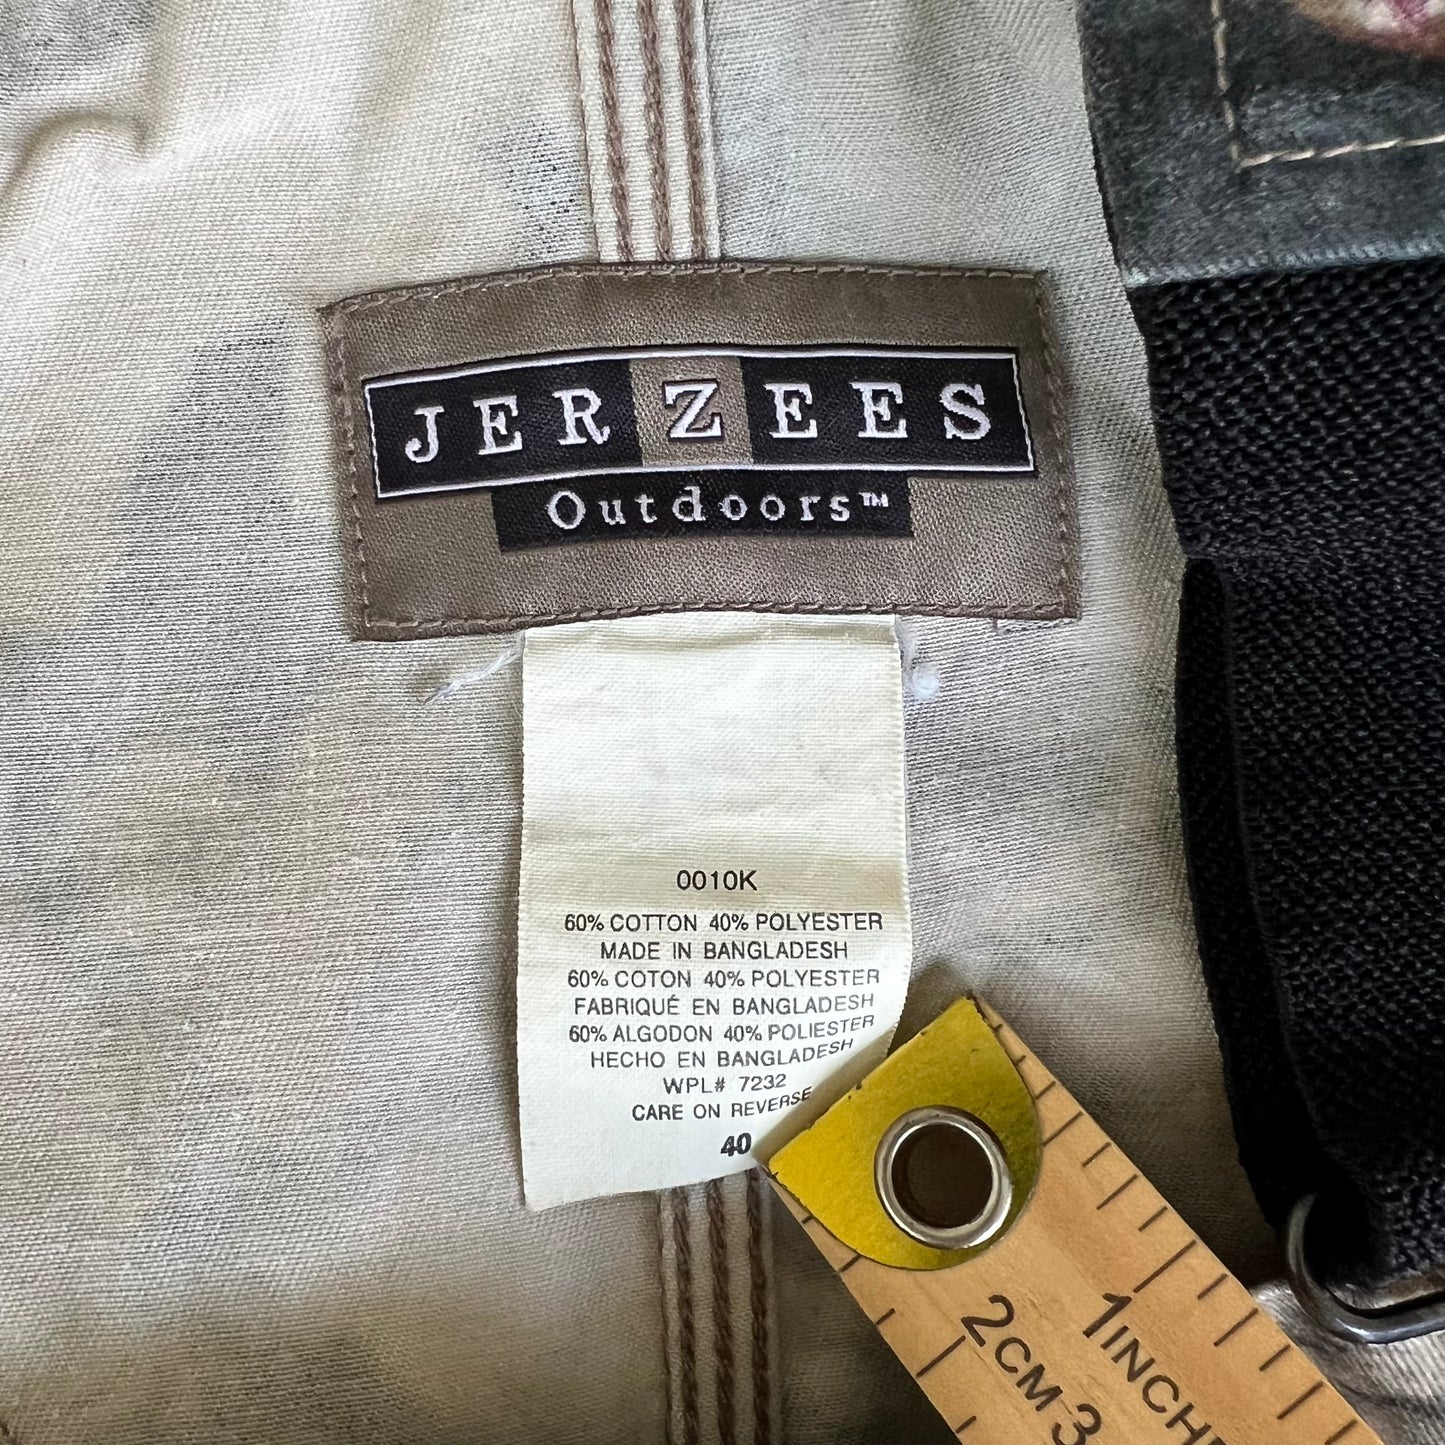 JERZEES
Outdoors™
0010K
60% COTTON 40% POLYESTER
MADE IN BANGLADESH
60% COTON 40% POLYESTER
FABRIQUÉ EN BANGLADESH
60% ALGODON 40% POLIESTER
HECHO EN BANGLADESH
WPL# 7232
CARE ON REVERSE
40
1 INCH
2 CM 3